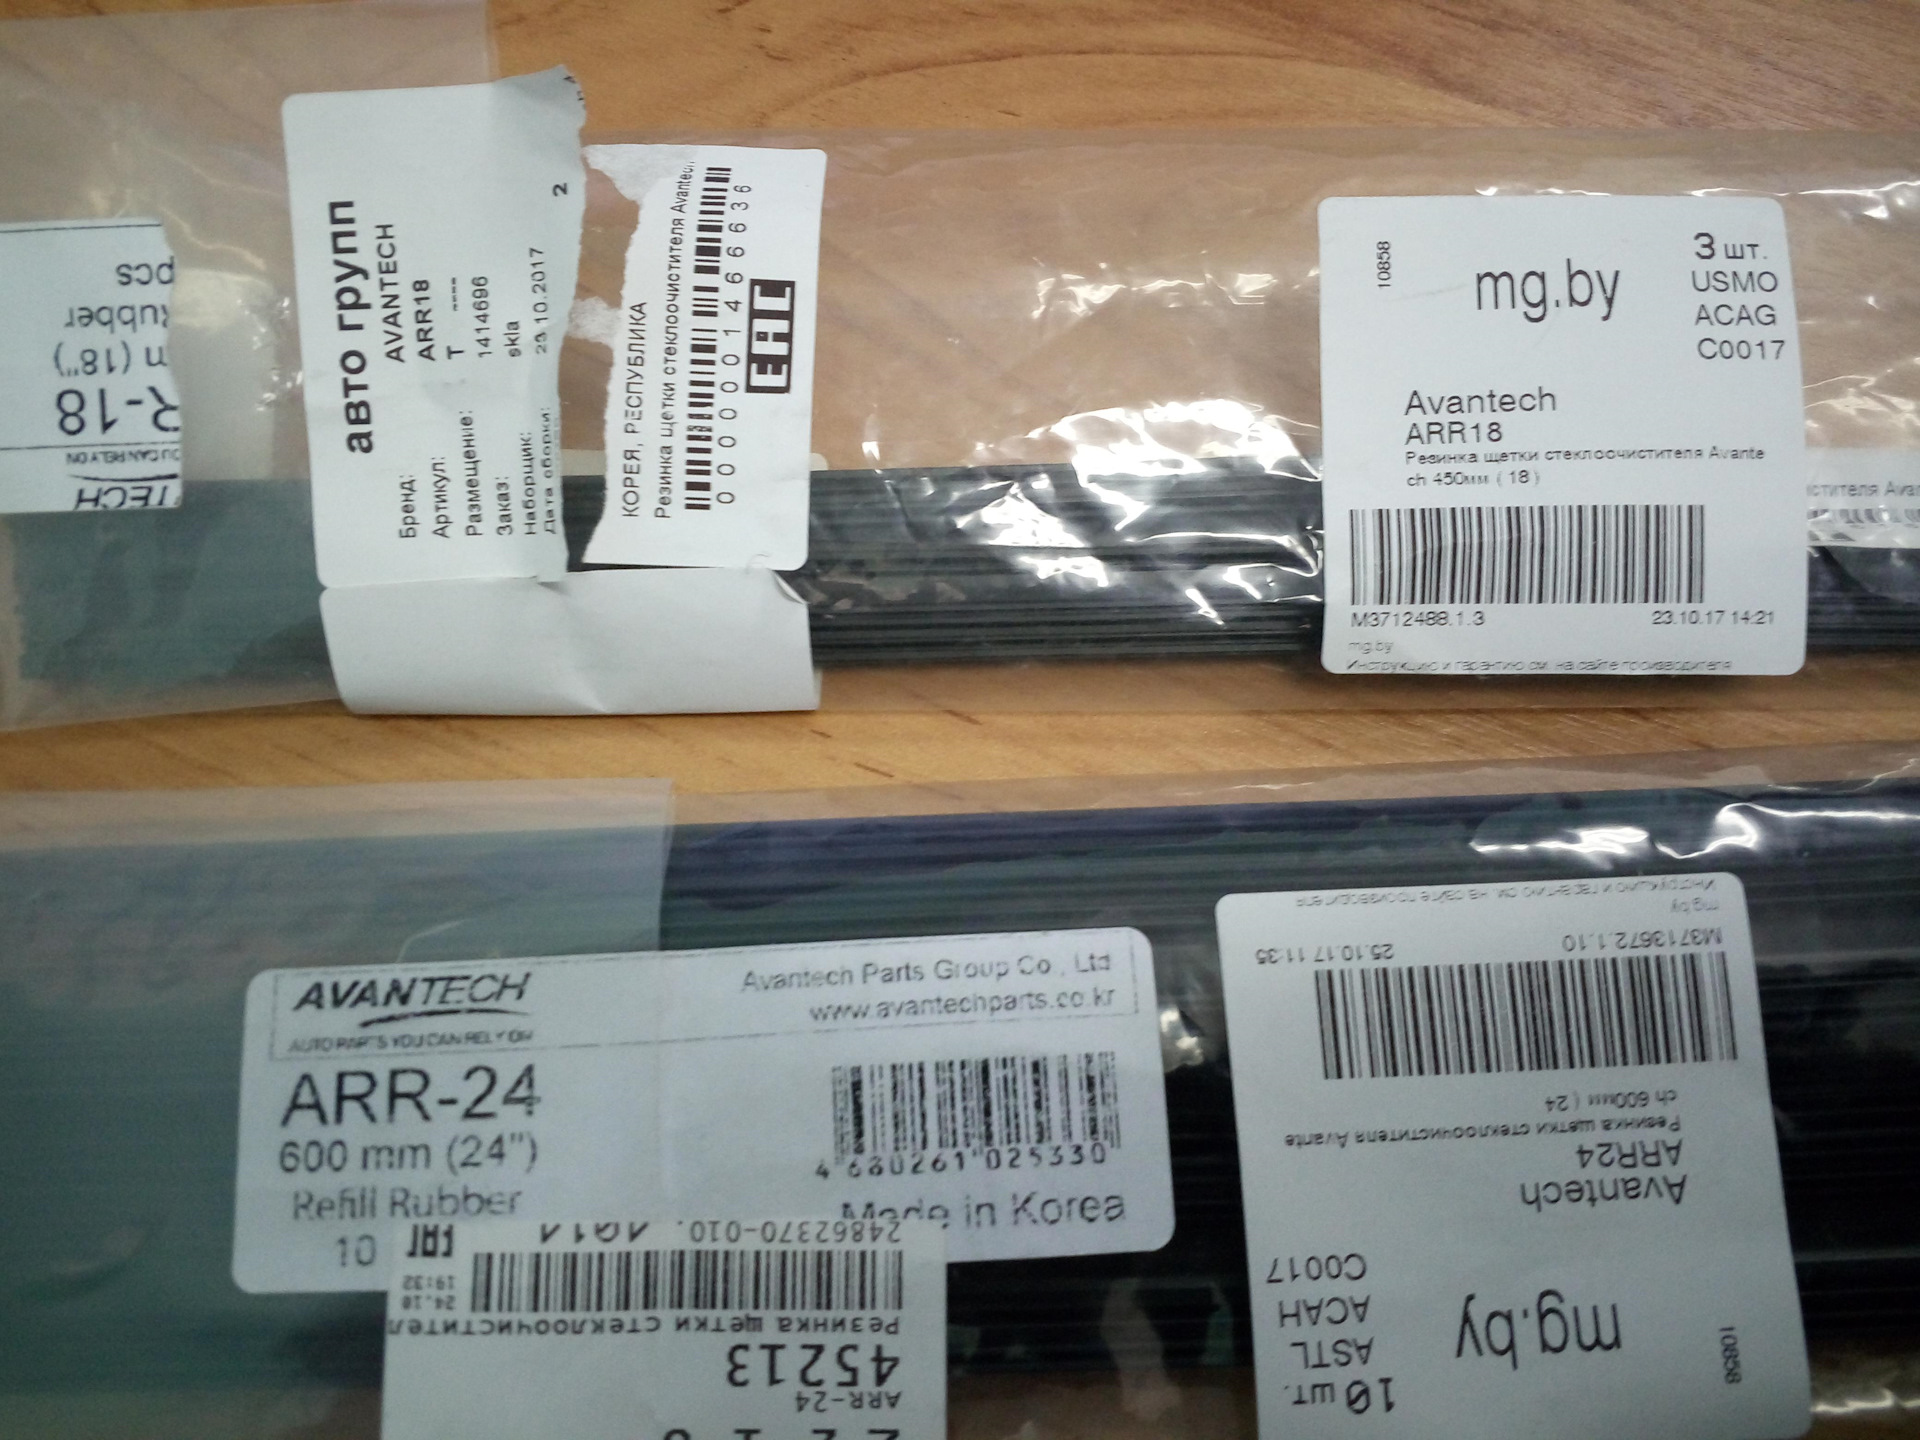 R-18
(18")
pcs
авто групп
Бренд: AVANTECH
Артикул: ARR18
Размещение: Т ----
Заказ: 1414696
Наборщик: skla
Дата сборки: 23.10.2017
2
КОРЕЯ, РЕСПУБЛИКА
Резинка щетки стеклоочистителя Avantech
0000001466636
EAC
10858
mg.by
3 шт.
USMO
ACAG
C0017
Avantech
ARR18
Резинка щетки стеклоочистителя Avante
ch 450мм ( 18 )
M3712488.1.3 23.10.17 14:21
mg.by
Инструкцию и гарантию см. на сайте производителя
AVANTECH
AUTO PARTS YOU CAN RELY ON
Avantech Parts Group Co., Ltd
www.avantechparts.co.kr
ARR-24
600 mm (24")
Refill Rubber
10
4 680261 025330
Made in Korea
24862370-010.
EAC
24.10
19:32
Резинка щетки стеклоочистител
45213
ARR-24
10858
mg.by
10 шт.
ASTL
ACAH
C0017
Avantech
ARR24
Резинка щетки стеклоочистителя Avante
ch 600мм ( 24
M3713672.1.10 25.10.17 11:35
mg.by
Инструкцию и гарантию см. на сайте производителя